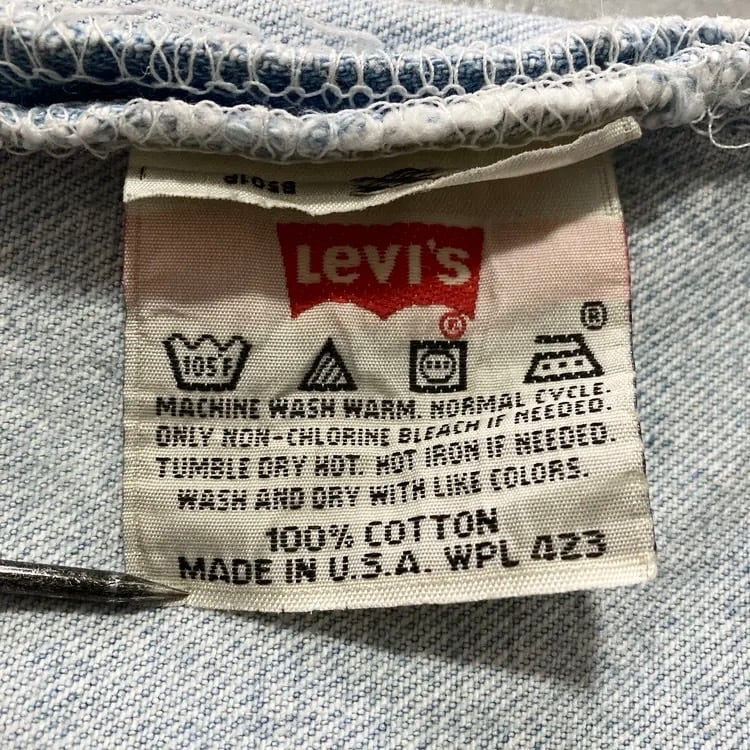 Levi's
®
®
105F
MACHINE WASH WARM. NORMAL CYCLE.
ONLY NON-CHLORINE BLEACH IF NEEDED.
TUMBLE DRY HOT. HOT IRON IF NEEDED.
WASH AND DRY WITH LIKE COLORS.
100% COTTON
MADE IN U.S.A. WPL 423